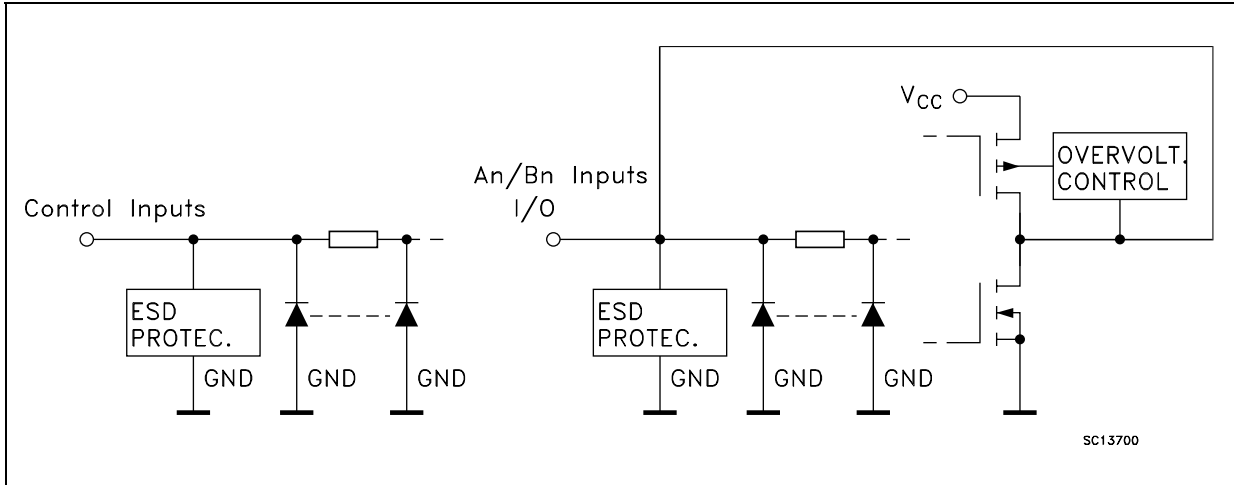 Control Inputs
ESD
PROTEC.
GND
GND
GND
An/Bn Inputs
I/O
ESD
PROTEC.
GND
GND
GND
VCC
OVERVOLT.
CONTROL
SC13700